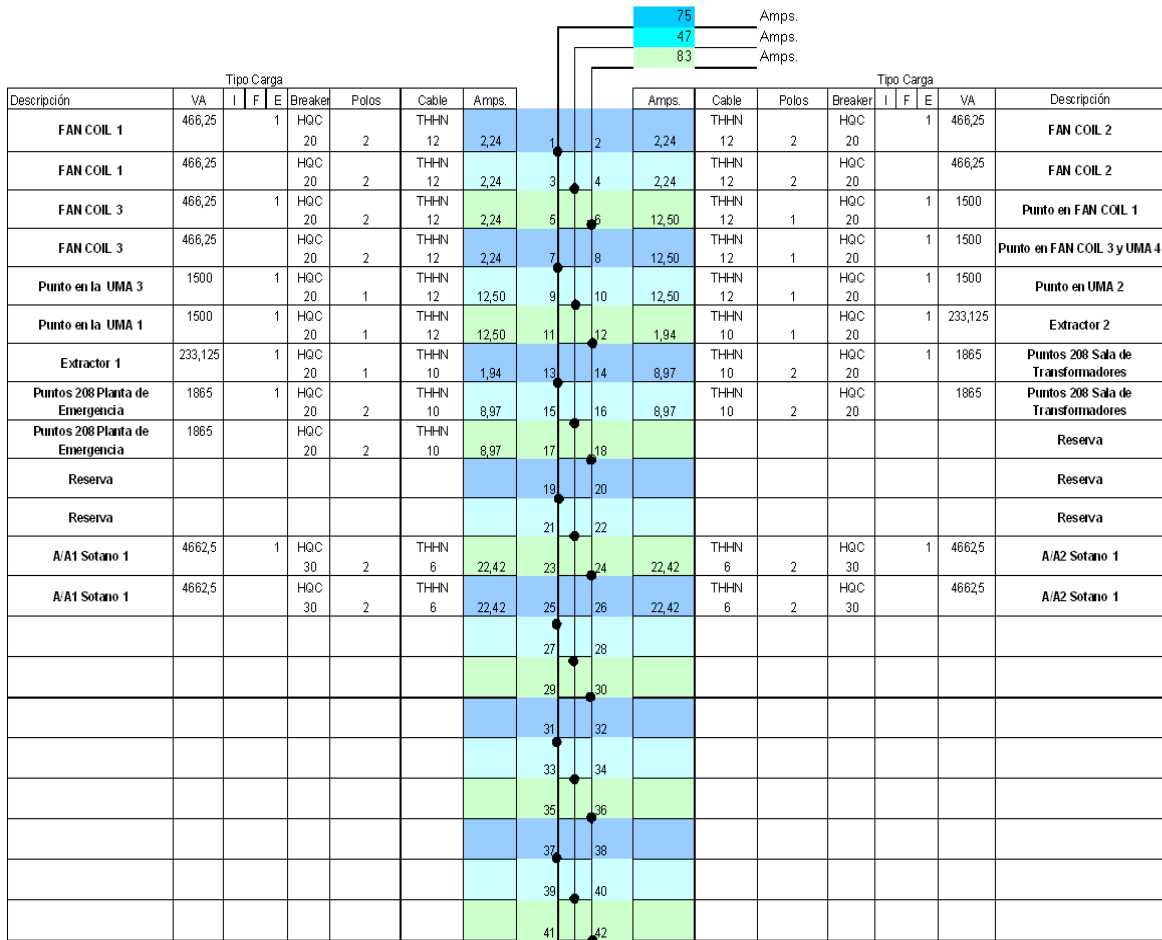 75 Amps.
47 Amps.
83 Amps.
Tipo Carga Tipo Carga
Descripción VA I F E Breaker Polos Cable Amps. Amps. Cable Polos Breaker I F E VA Descripción
FAN COIL 1 466,25 1 HQC 20 2 THHN 12 2,24 1 2 2,24 THHN 12 2 HQC 20 1 466,25 FAN COIL 2
FAN COIL 1 466,25 HQC 20 2 THHN 12 2,24 3 4 2,24 THHN 12 2 HQC 20 466,25 FAN COIL 2
FAN COIL 3 466,25 1 HQC 20 2 THHN 12 2,24 5 6 12,50 THHN 12 1 HQC 20 1 1500 Punto en FAN COIL 1
FAN COIL 3 466,25 HQC 20 2 THHN 12 2,24 7 8 12,50 THHN 12 1 HQC 20 1 1500 Punto en FAN COIL 3 y UMA 4
Punto en la UMA 3 1500 1 HQC 20 1 THHN 12 12,50 9 10 12,50 THHN 12 1 HQC 20 1 1500 Punto en UMA 2
Punto en la UMA 1 1500 1 HQC 20 1 THHN 12 12,50 11 12 1,94 THHN 10 1 HQC 20 1 233,125 Extractor 2
Extractor 1 233,125 1 HQC 20 1 THHN 10 1,94 13 14 8,97 THHN 10 2 HQC 20 1 1865 Puntos 208 Sala de Transformadores
Puntos 208 Planta de Emergencia 1865 1 HQC 20 2 THHN 10 8,97 15 16 8,97 THHN 10 2 HQC 20 1865 Puntos 208 Sala de Transformadores
Puntos 208 Planta de Emergencia 1865 HQC 20 2 THHN 10 8,97 17 18 Reserva
Reserva 19 20 Reserva
Reserva 21 22 Reserva
A/A1 Sotano 1 4662,5 1 HQC 30 2 THHN 6 22,42 23 24 22,42 THHN 6 2 HQC 30 1 4662,5 A/A2 Sotano 1
A/A1 Sotano 1 4662,5 HQC 30 2 THHN 6 22,42 25 26 22,42 THHN 6 2 HQC 30 4662,5 A/A2 Sotano 1
27 28
29 30
31 32
33 34
35 36
37 38
39 40
41 42